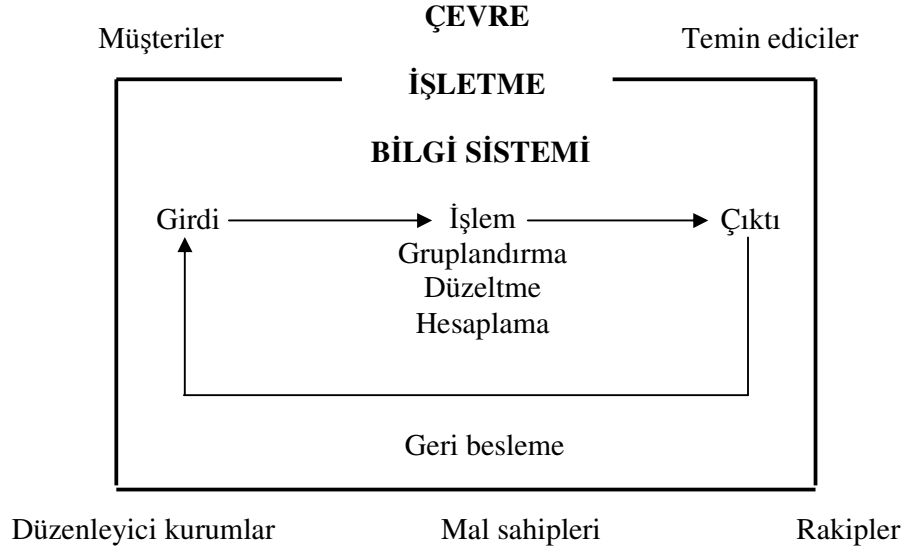 ÇEVRE
Müşteriler
Temin ediciler
İŞLETME
BİLGİ SİSTEMİ
Girdi
İşlem
Çıktı
Gruplandırma
Düzeltme
Hesaplama
Geri besleme
Düzenleyici kurumlar
Mal sahipleri
Rakipler